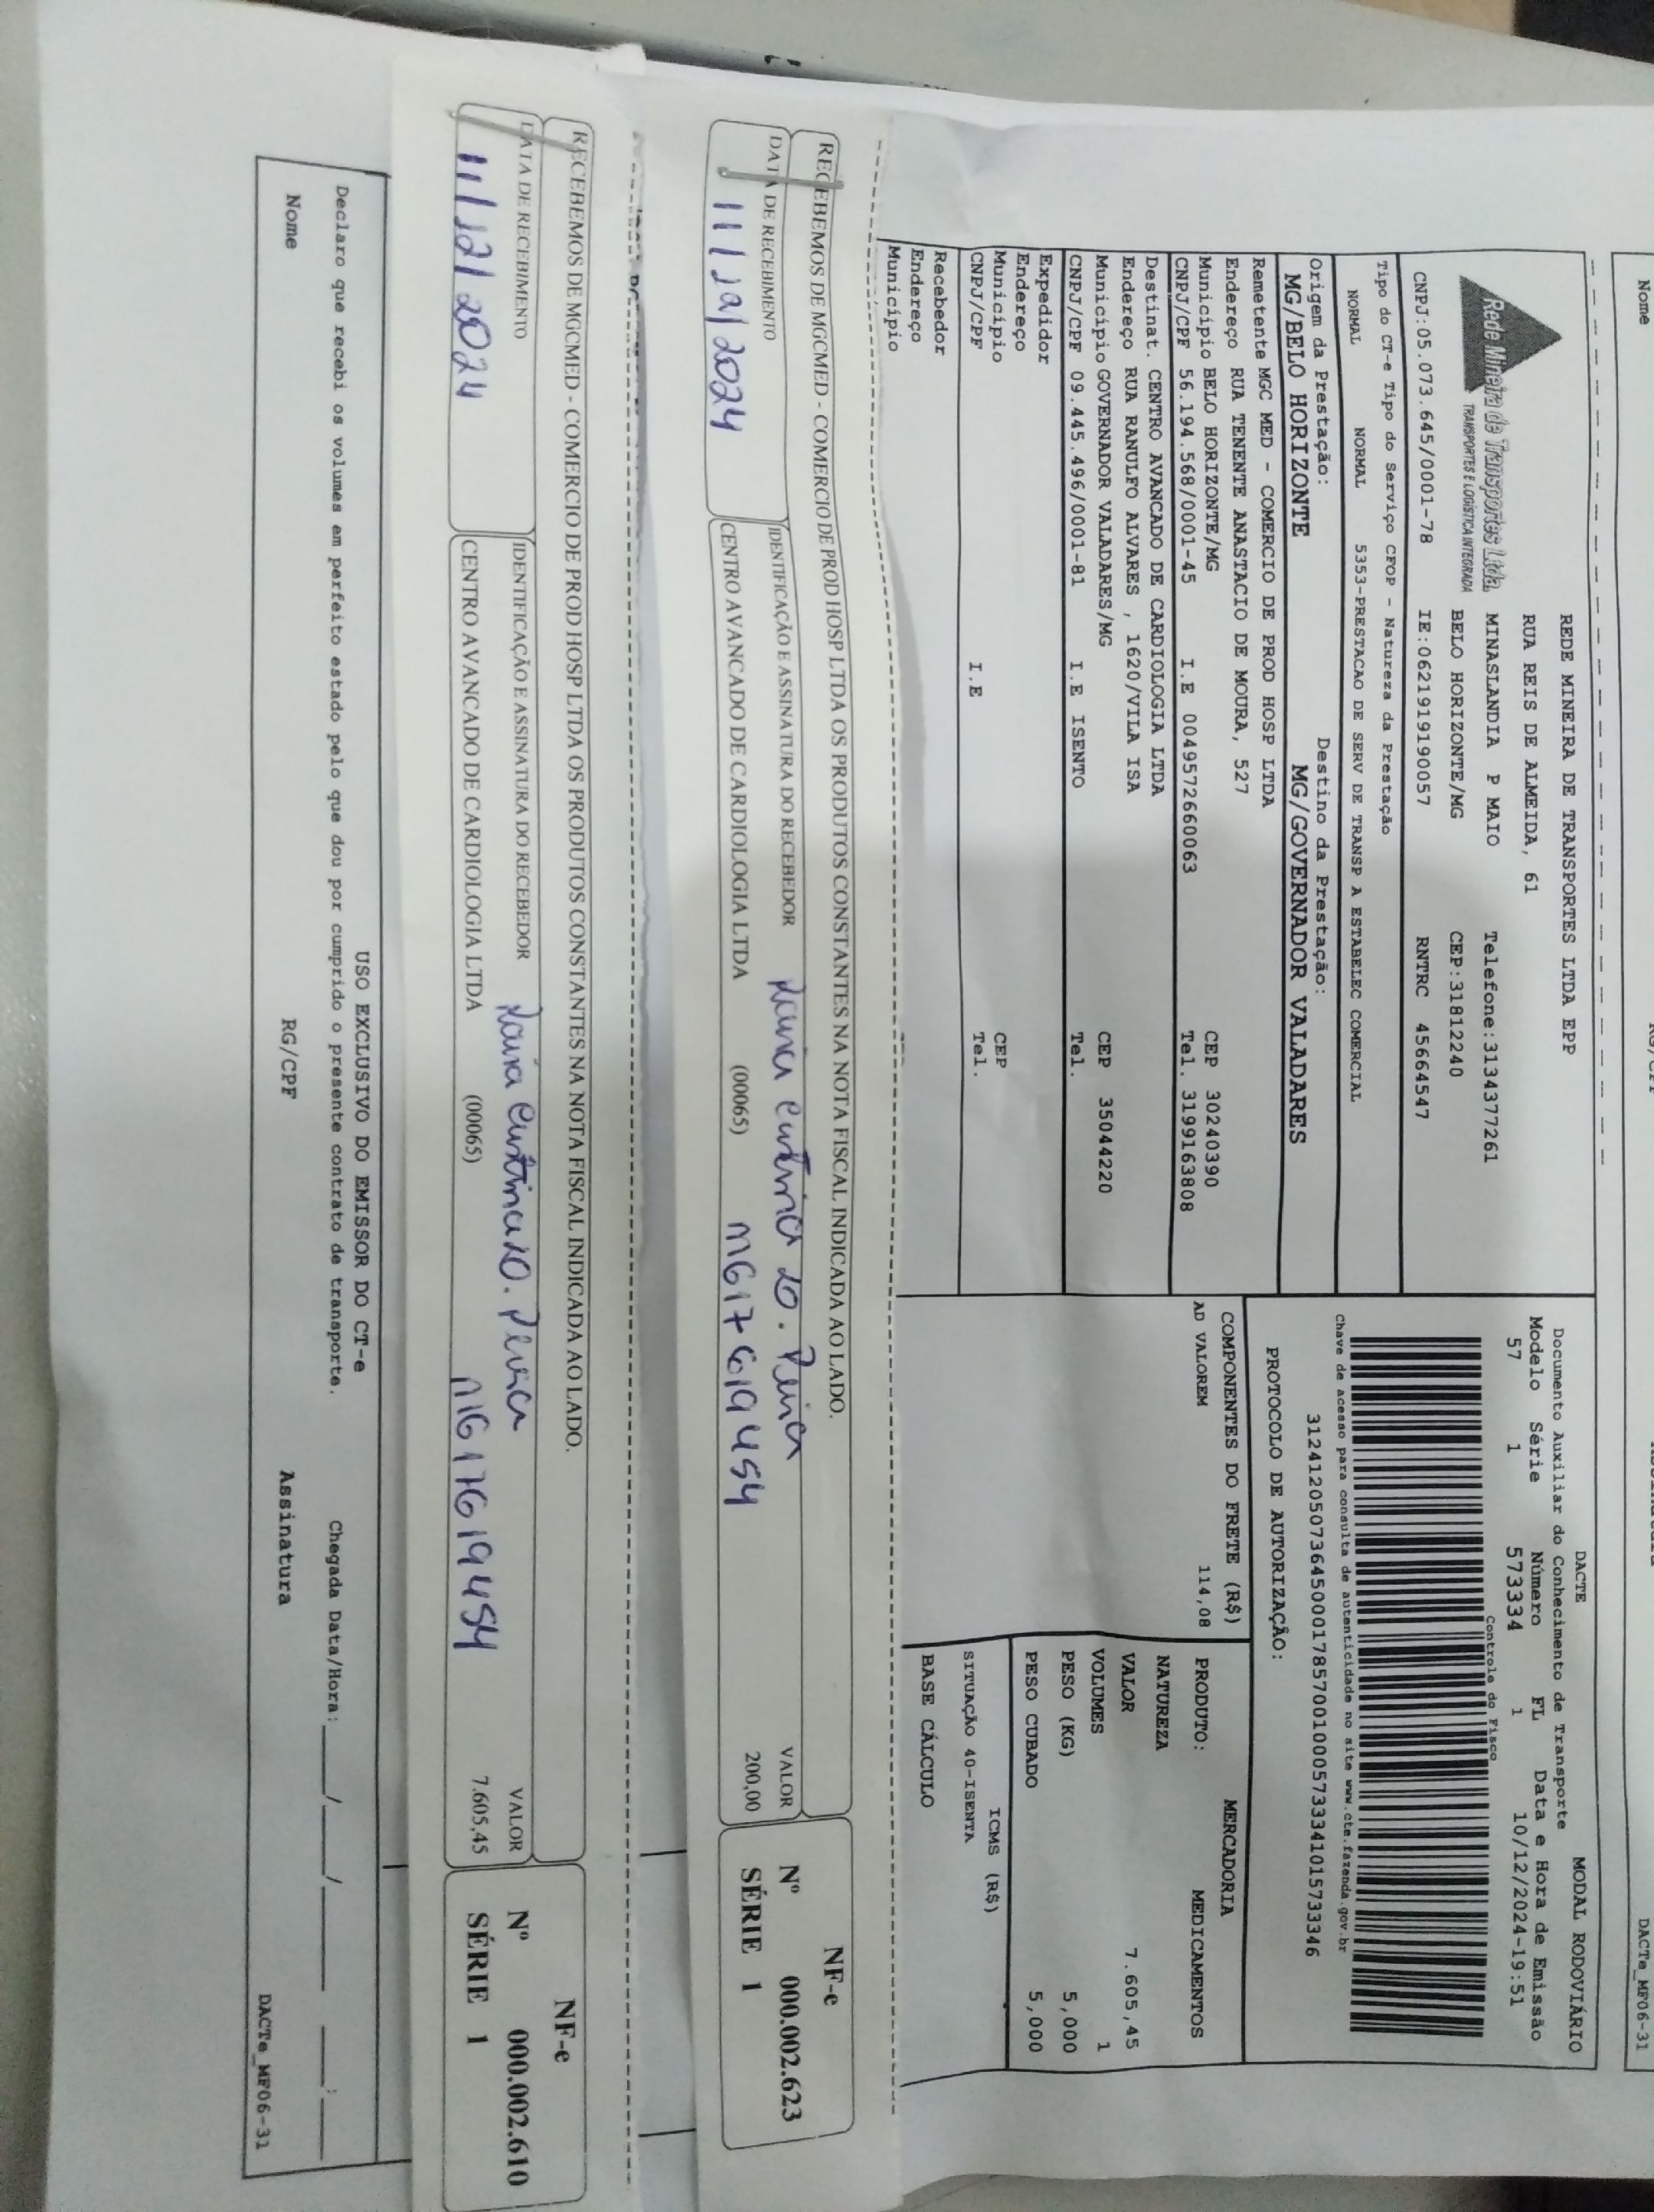 Nome
DACTe_MF06-31
Rede Mineira de Transportes Ltda.
TRANSPORTES E LOGÍSTICA INTEGRADA
REDE MINEIRA DE TRANSPORTES LTDA EPP
RUA REIS DE ALMEIDA, 61
MINASLANDIA P MAIO Telefone:3134377261
BELO HORIZONTE/MG CEP:31812240
CNPJ:05.073.645/0001-78 IE:0621919190057 RNTRC 45664547
Tipo do CT-e Tipo do Serviço CFOP - Natureza da Prestação
NORMAL NORMAL 5353-PRESTACAO DE SERV DE TRANSP A ESTABELEC COMERCIAL
Origem da Prestação: Destino da Prestação:
MG/BELO HORIZONTE MG/GOVERNADOR VALADARES
Remetente MGC MED - COMERCIO DE PROD HOSP LTDA
Endereço RUA TENENTE ANASTACIO DE MOURA, 527
Município BELO HORIZONTE/MG CEP 30240390
CNPJ/CPF 56.194.568/0001-45 I.E 0049572660063 Tel. 3199163808
Destinat. CENTRO AVANCADO DE CARDIOLOGIA LTDA
Endereço RUA RANULFO ALVARES , 1620/VILA ISA
Município GOVERNADOR VALADARES/MG CEP 35044220
CNPJ/CPF 09.445.496/0001-81 I.E ISENTO Tel.
Expedidor
Endereço
Município CEP
CNPJ/CPF I.E Tel.
Recebedor
Endereço
Município
DACTE MODAL RODOVIÁRIO
Documento Auxiliar do Conhecimento de Transporte
Modelo Série Número FL Data e Hora de Emissão
57 1 573334 1 10/12/2024-19:51
Controle do Fisco
Chave de acesso para consulta de autenticidade no site www.cte.fazenda.gov.br
31241205073645000178570010005733341015733346
PROTOCOLO DE AUTORIZAÇÃO:
COMPONENTES DO FRETE (R$)
AD VALOREM 114,08
MERCADORIA
PRODUTO: MEDICAMENTOS
NATUREZA
VALOR 7.605,45
VOLUMES 1
PESO (KG) 5,000
PESO CUBADO 5,000
ICMS (R$)
SITUAÇÃO 40-ISENTA
BASE CÁLCULO
RECEBEMOS DE MGCMED - COMERCIO DE PROD HOSP LTDA OS PRODUTOS CONSTANTES NA NOTA FISCAL INDICADA AO LADO.
DATA DE RECEBIMENTO IDENTIFICAÇÃO E ASSINATURA DO RECEBEDOR VALOR
11/12/2024 CENTRO AVANCADO DE CARDIOLOGIA LTDA (00065) MG17619454 200,00
NF-e
Nº 000.002.623
SÉRIE 1
RECEBEMOS DE MGCMED - COMERCIO DE PROD HOSP LTDA OS PRODUTOS CONSTANTES NA NOTA FISCAL INDICADA AO LADO.
DATA DE RECEBIMENTO IDENTIFICAÇÃO E ASSINATURA DO RECEBEDOR VALOR
11/12/2024 CENTRO AVANCADO DE CARDIOLOGIA LTDA (00065) MG17619454 7.605,45
NF-e
Nº 000.002.610
SÉRIE 1
USO EXCLUSIVO DO EMISSOR DO CT-e
Declaro que recebi os volumes em perfeito estado pelo que dou por cumprido o presente contrato de transporte. Chegada Data/Hora:____/____/______ ___:___
Nome RG/CPF Assinatura
DACTe_MF06-31